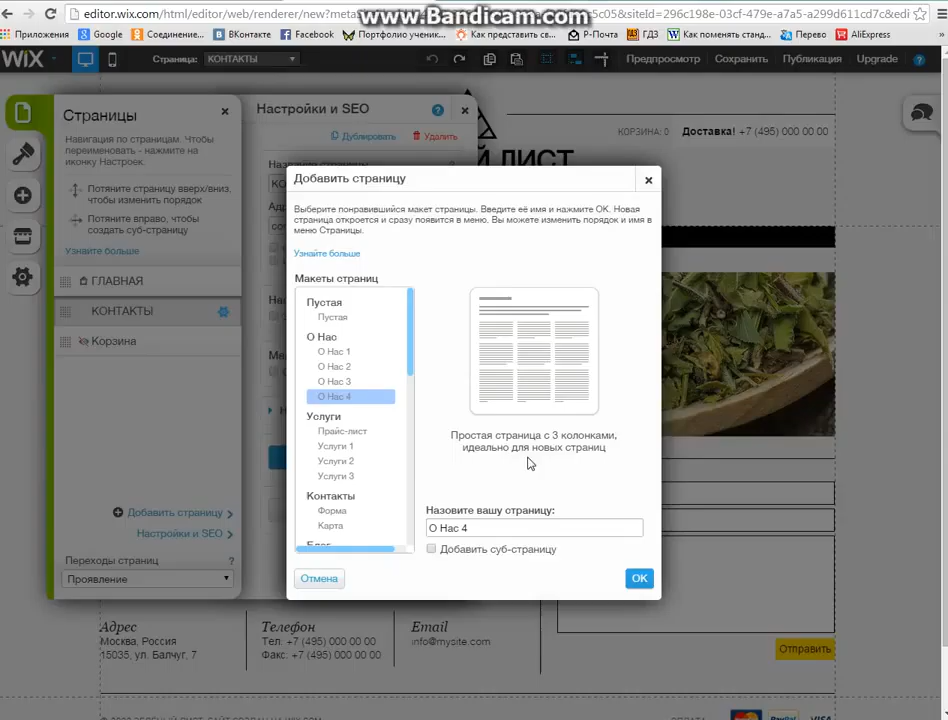 editor.wix.com/html/editor/web/renderer/new?metas
www.Bandicam.com
5c05&siteId=296c198e-03cf-479e-a7a5-a299d611cd7c&edi
Приложения
Google
Соединение...
ВКонтакте
Facebook
Портфолио ученик...
Как представить св...
Р-Почта
ГДЗ
Как поменять станд...
Перево
AliExpress
»
WiX
Страница:
КОНТАКТЫ
Предпросмотр
Сохранить
Публикация
Upgrade
?
Страницы
Навигация по страницам. Чтобы
переименовать - нажмите на
иконку Настроек.
Потяните страницу вверх/вниз,
чтобы изменить порядок
Потяните вправо, чтобы
создать суб-страницу
Узнайте больше
ГЛАВНАЯ
КОНТАКТЫ
Корзина
Добавить страницу
Настройки и SEO
Переходы страниц
?
Проявление
Настройки и SEO
?
Дублировать
Удалить
Й ЛИСТ
КОРЗИНА: 0
Доставка! +7 (495) 000 00 00
Добавить страницу
Выберите понравившийся макет страницы. Введите её имя и нажмите ОК. Новая
страница откроется и сразу появится в меню. Вы можете изменить порядок и имя в
меню Страницы.
Узнайте больше
Макеты страниц
Пустая
Пустая
О Нас
О Нас 1
О Нас 2
О Нас 3
О Нас 4
Услуги
Прайс-лист
Услуги 1
Услуги 2
Услуги 3
Контакты
Форма
Карта
Блог
Простая страница с 3 колонками,
идеально для новых страниц
Назовите вашу страницу:
О Нас 4
Добавить суб-страницу
Отмена
OK
Адрес
Москва, Россия
15035, ул. Балчуг, 7
Телефон
Тел: +7 (495) 000 00 00
Факс: +7 (495) 000 00 00
Email
info@mysite.com
Отправить
VISA